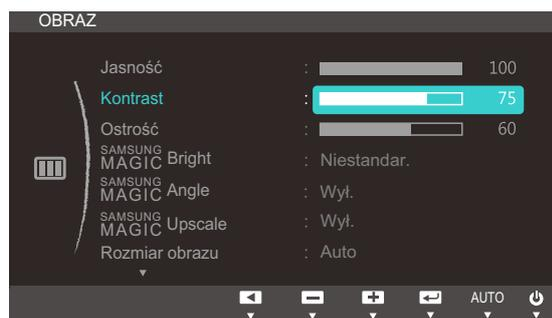 OBRAZ
Jasność : 100
Kontrast : 75
Ostrość : 60
SAMSUNG MAGIC Bright : Niestandar.
SAMSUNG MAGIC Angle : Wył.
SAMSUNG MAGIC Upscale : Wył.
Rozmiar obrazu : Auto
AUTO